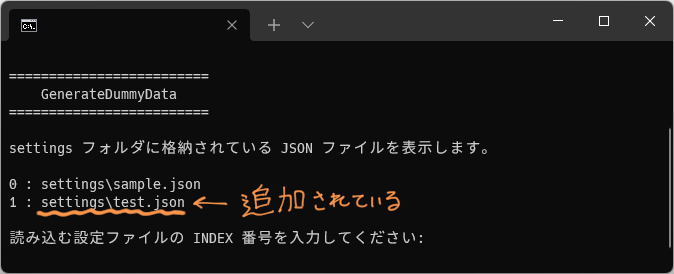 =========================
GenerateDummyData
=========================
settings フォルダに格納されている JSON ファイルを表示します。
0 : settings\sample.json
1 : settings\test.json ← 追加されている
読み込む設定ファイルの INDEX 番号を入力してください: